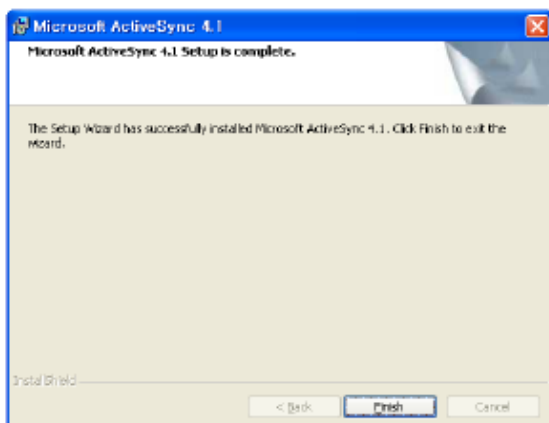 Microsoft ActiveSync 4.1
Microsoft ActiveSync 4.1 Setup is complete.
The Setup Wizard has successfully installed Microsoft ActiveSync 4.1. Click Finish to exit the
wizard.
InstallShield
< Back
Finish
Cancel